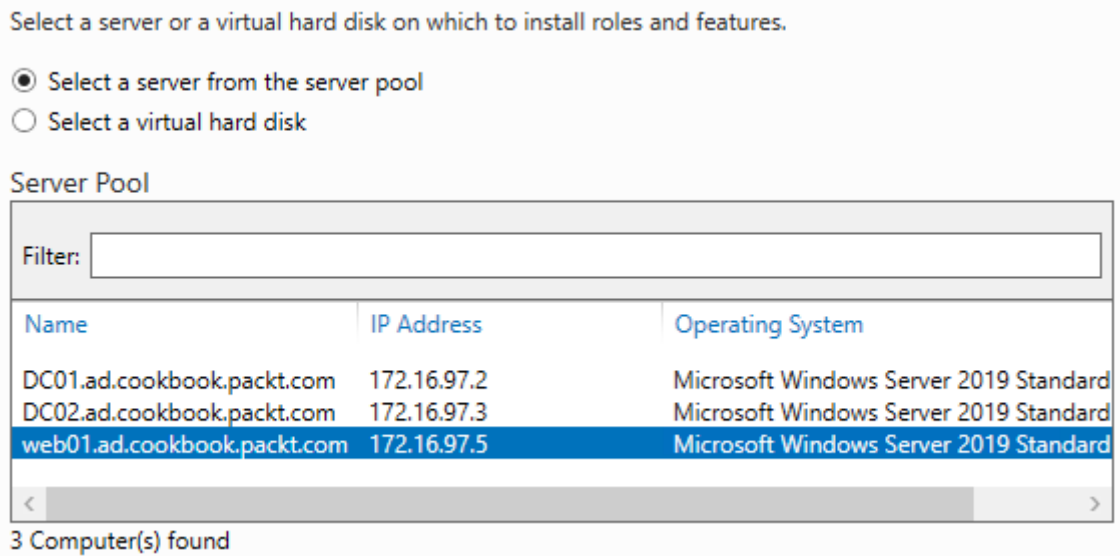 Select a server or a virtual hard disk on which to install roles and features.
Select a server from the server pool
Select a virtual hard disk
Server Pool
Filter:
Name IP Address Operating System
DC01.ad.cookbook.packt.com 172.16.97.2 Microsoft Windows Server 2019 Standard
DC02.ad.cookbook.packt.com 172.16.97.3 Microsoft Windows Server 2019 Standard
web01.ad.cookbook.packt.com 172.16.97.5 Microsoft Windows Server 2019 Standard
3 Computer(s) found